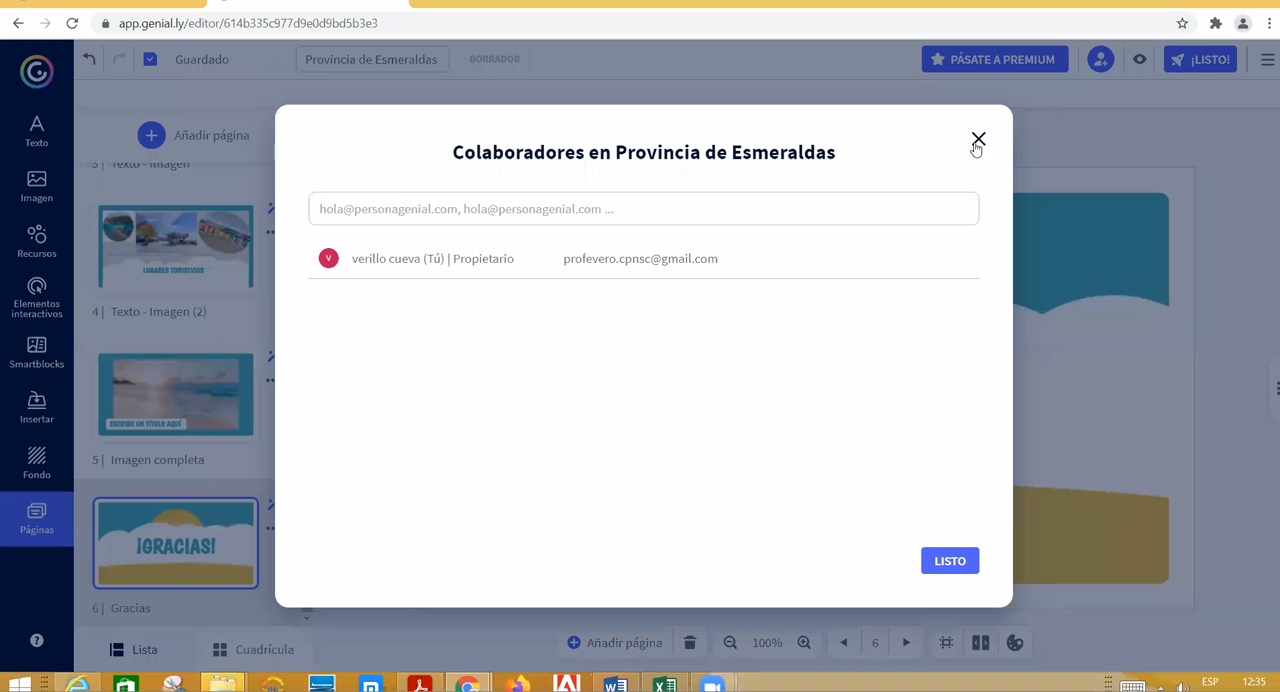 app.genial.ly/editor/614b335c977d9e0d9bd5b3e3
Guardado
Provincia de Esmeraldas
BORRADOR
PÁSATE A PREMIUM
¡LISTO!
Texto
Imagen
Recursos
Elementos
interactivos
Smartblocks
Insertar
Fondo
Páginas
Añadir página
Texto - Imagen
LUGARES TURISTICOS
4 | Texto - Imagen (2)
ESCRIBE UN TÍTULO AQUÍ
5 | Imagen completa
¡GRACIAS!
6 | Gracias
Lista
Cuadrícula
Colaboradores en Provincia de Esmeraldas
hola@personagenial.com, hola@personagenial.com ...
V
verillo cueva (Tú) | Propietario
profevero.cpnsc@gmail.com
LISTO
Añadir página
100%
6
ESP
12:35